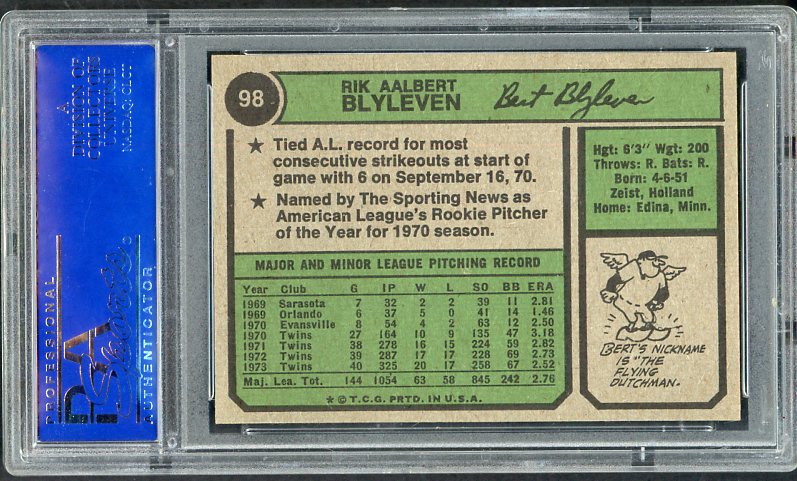 A
DIVISION OF
COLLECTORS
UNIVERSE
NASDAQ: CLCT
PROFESSIONAL
PSA
AUTHENTICATOR
98
RIK AALBERT
BLYLEVEN
Bert Blyleven
★ Tied A.L. record for most
consecutive strikeouts at start of
game with 6 on September 16, 70.
★ Named by The Sporting News as
American League's Rookie Pitcher
of the Year for 1970 season.
Hgt: 6'3" Wgt: 200
Throws: R. Bats: R.
Born: 4-6-51
Zeist, Holland
Home: Edina, Minn.
MAJOR AND MINOR LEAGUE PITCHING RECORD
Year Club G IP W L SO BB ERA
1969 Sarasota 7 32 2 2 39 11 2.81
1969 Orlando 6 37 5 0 41 14 1.46
1970 Evansville 8 54 4 2 63 12 2.50
1970 Twins 27 164 10 9 135 47 3.18
1971 Twins 38 278 16 15 224 59 2.82
1972 Twins 39 287 17 17 228 69 2.73
1973 Twins 40 325 20 17 258 67 2.52
Maj. Lea. Tot. 144 1054 63 58 845 242 2.76
★ © T.C.G. PRTD. IN U.S.A.
BERT'S NICKNAME
IS "THE
FLYING
DUTCHMAN.